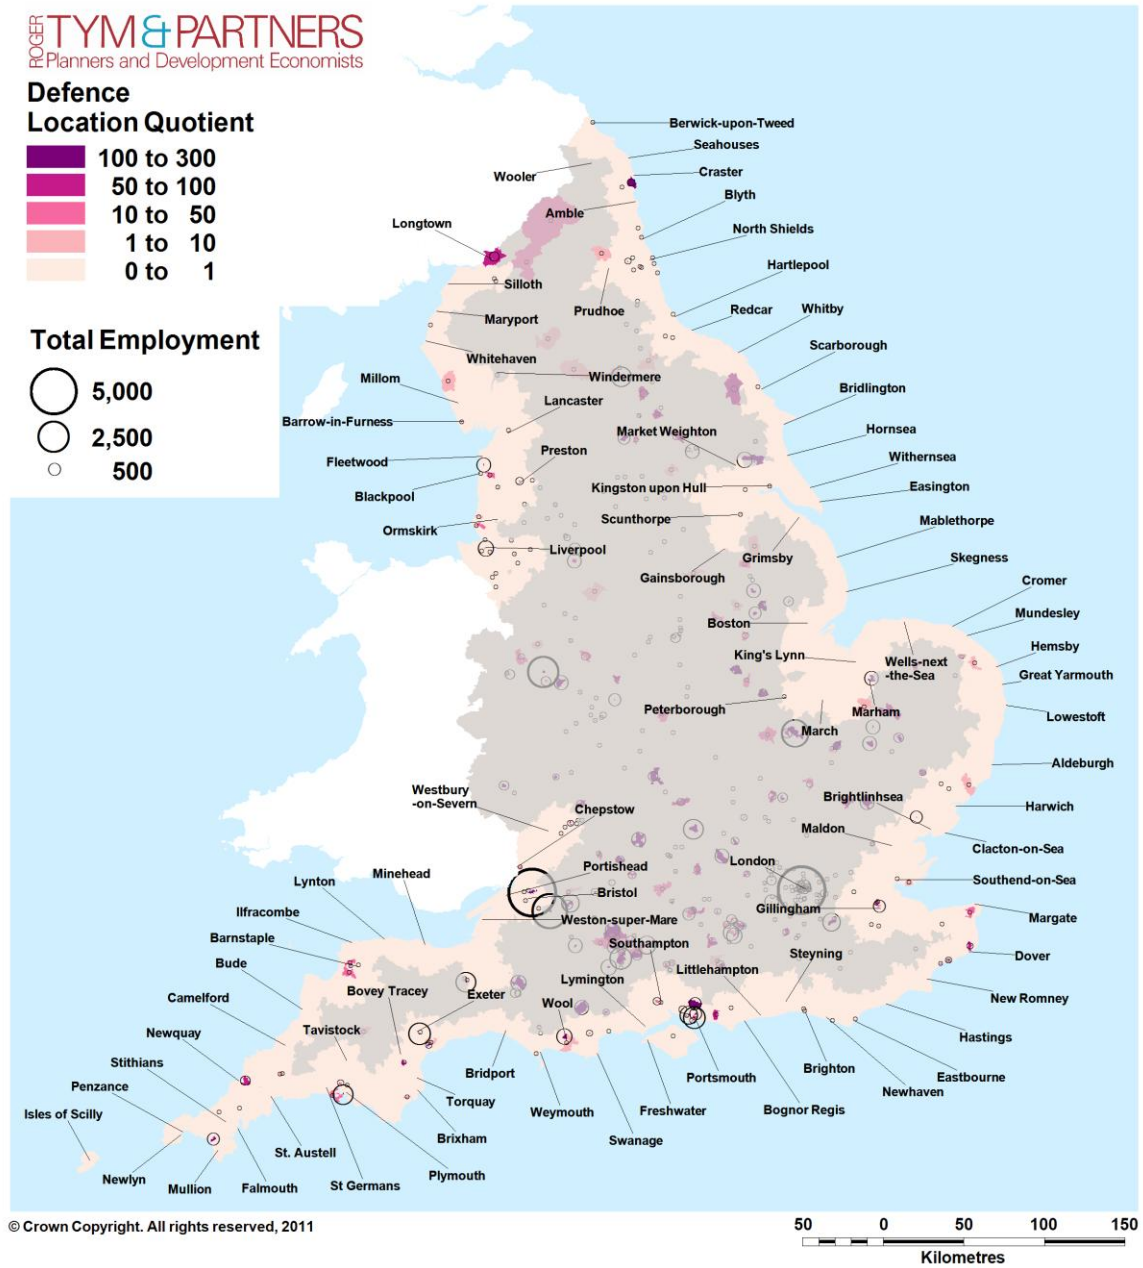 ROGER
TYM & PARTNERS
Planners and Development Economists
Defence
Location Quotient
100 to 300
50 to 100
10 to 50
1 to 10
0 to 1
Total Employment
5,000
2,500
500
Berwick-upon-Tweed
Seahouses
Wooler
Craster
Blyth
Amble
Longtown
North Shields
Hartlepool
Silloth
Prudhoe
Redcar
Whitby
Maryport
Scarborough
Whitehaven
Millom
Windermere
Bridlington
Lancaster
Barrow-in-Furness
Market Weighton
Hornsea
Preston
Withernsea
Fleetwood
Kingston upon Hull
Easington
Blackpool
Scunthorpe
Mablethorpe
Ormskirk
Liverpool
Grimsby
Skegness
Gainsborough
Cromer
Mundesley
Boston
Hemsby
King's Lynn
Wells-next
-the-Sea
Great Yarmouth
Peterborough
Marham
Lowestoft
March
Aldeburgh
Westbury
-on-Severn
Brightlinhsea
Harwich
Chepstow
Maldon
Clacton-on-Sea
London
Portishead
Minehead
Southend-on-Sea
Lynton
Bristol
Gillingham
Ilfracombe
Weston-super-Mare
Margate
Barnstaple
Southampton
Steyning
Dover
Bude
Littlehampton
Lymington
Bovey Tracey
Exeter
Camelford
Wool
New Romney
Tavistock
Newquay
Hastings
Stithians
Bridport
Brighton
Portsmouth
Eastbourne
Penzance
Newhaven
Torquay
Isles of Scilly
Weymouth
Freshwater
Bognor Regis
Brixham
Swanage
St. Austell
Newlyn
Plymouth
Mullion
Falmouth
St Germans
© Crown Copyright. All rights reserved, 2011
50 0 50 100 150
Kilometres